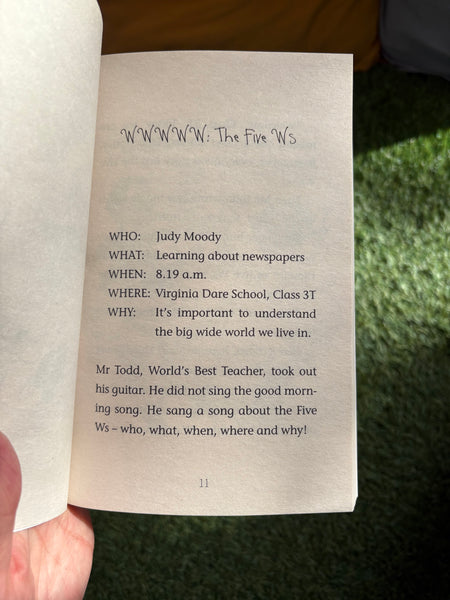 WWWWW: The Five Ws
WHO: Judy Moody
WHAT: Learning about newspapers
WHEN: 8.19 a.m.
WHERE: Virginia Dare School, Class 3T
WHY: It's important to understand
the big wide world we live in.
Mr Todd, World's Best Teacher, took out
his guitar. He did not sing the good morn-
ing song. He sang a song about the Five
Ws – who, what, when, where and why!
11